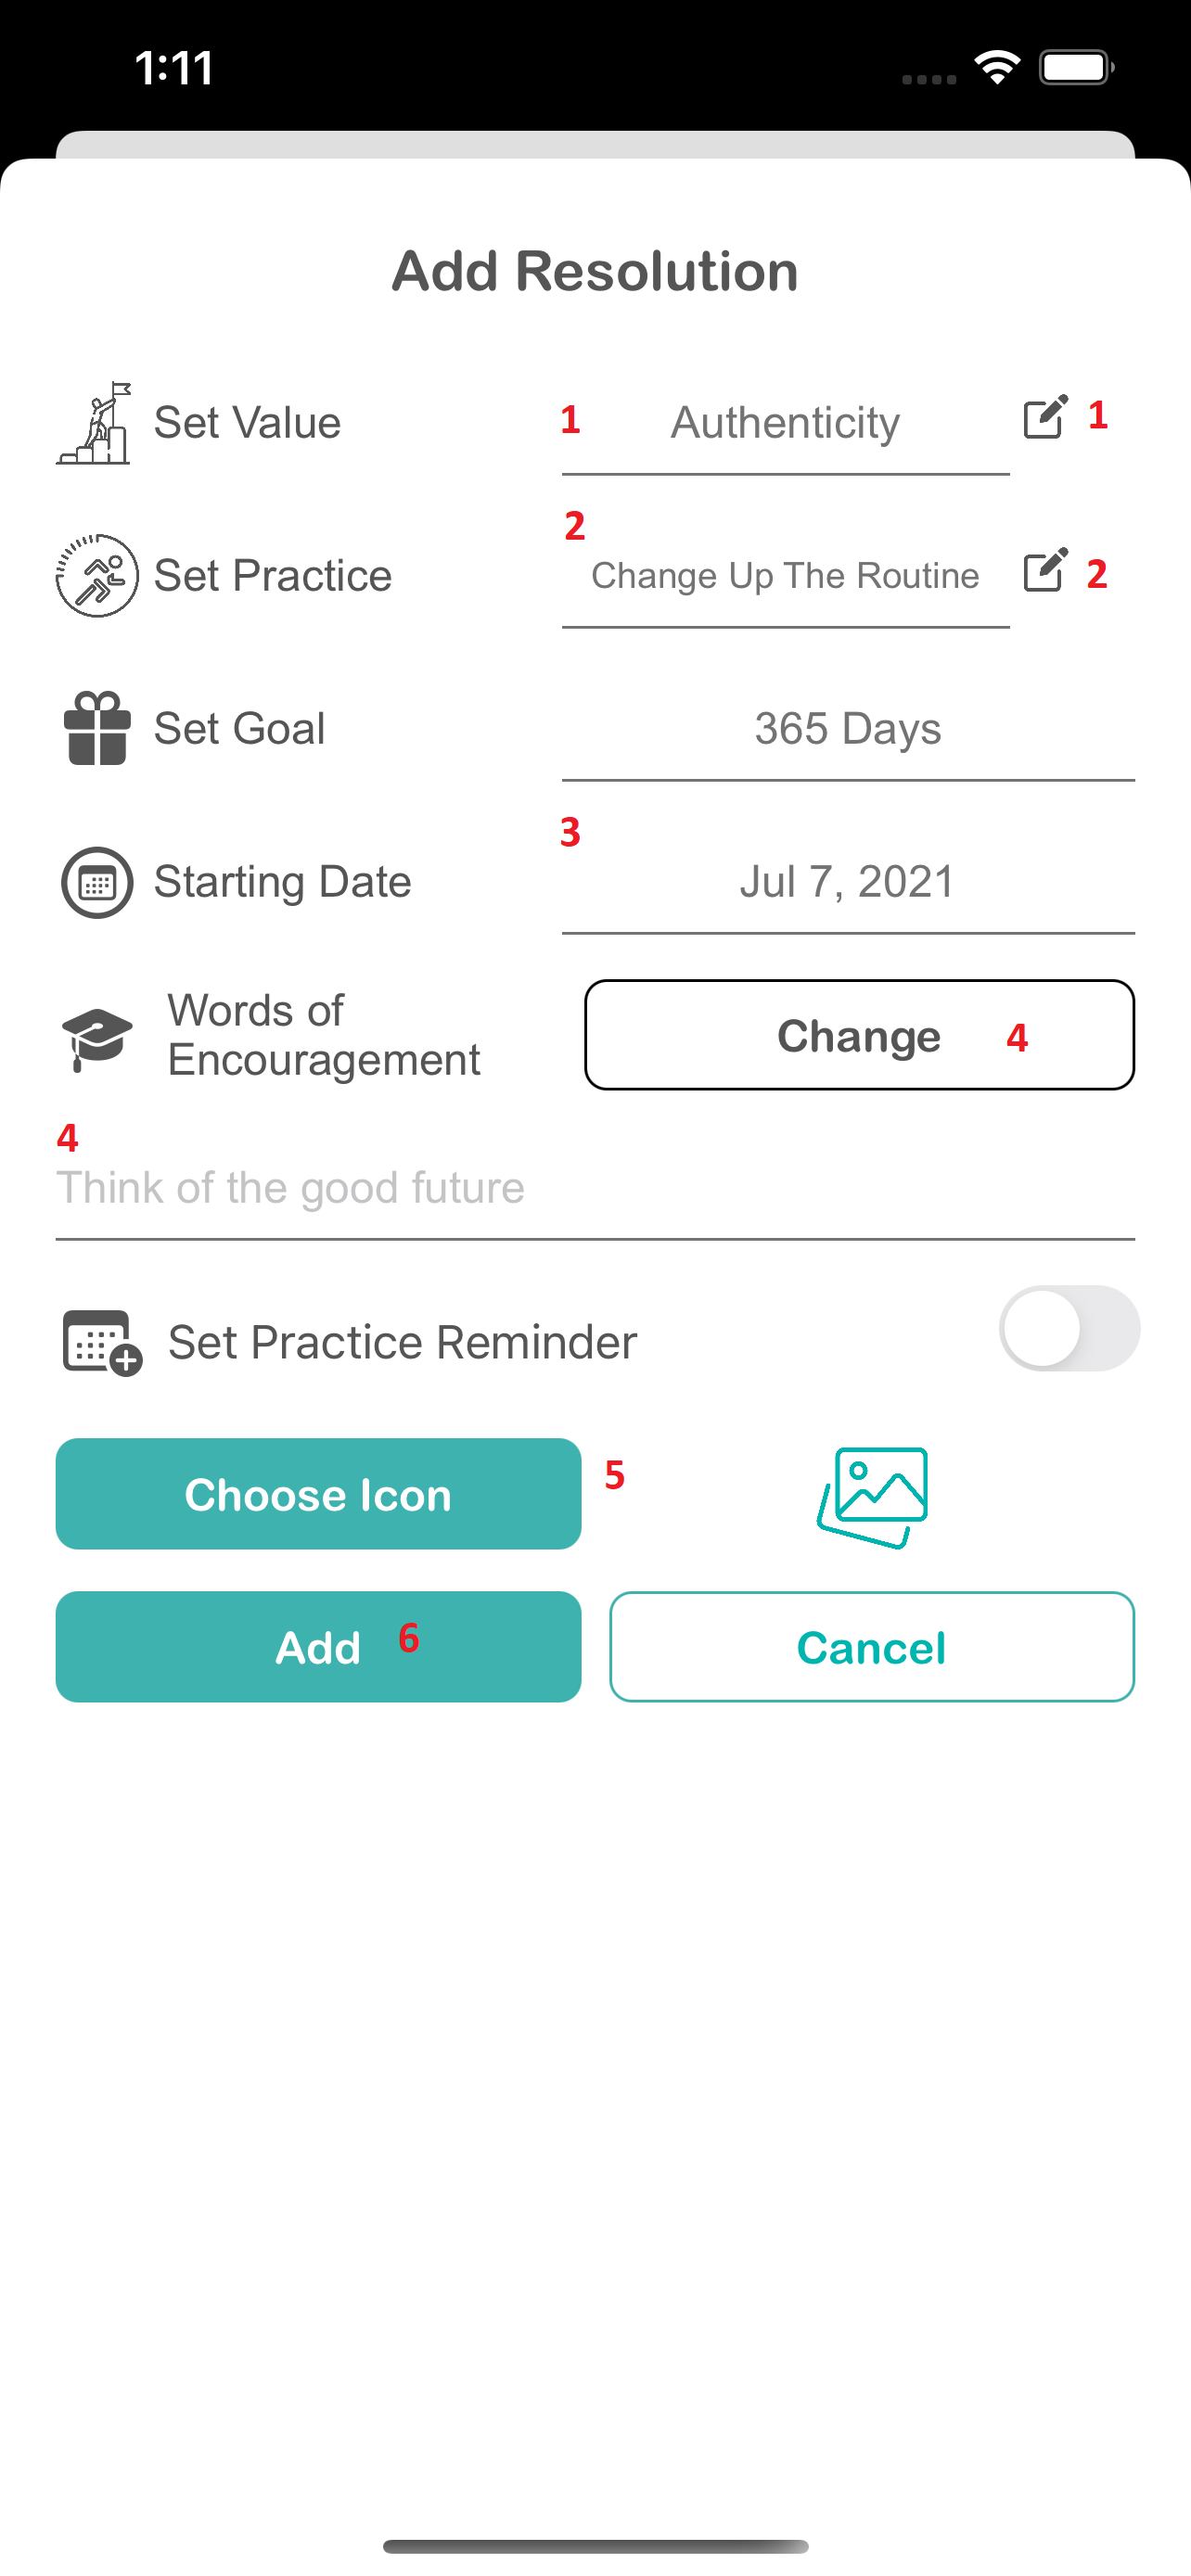 1:11
Add Resolution
Set Value 1 Authenticity 1
2
Set Practice Change Up The Routine 2
Set Goal 365 Days
3
Starting Date Jul 7, 2021
Words of
Encouragement
Change 4
4
Think of the good future
Set Practice Reminder
Choose Icon 5
Add 6 Cancel